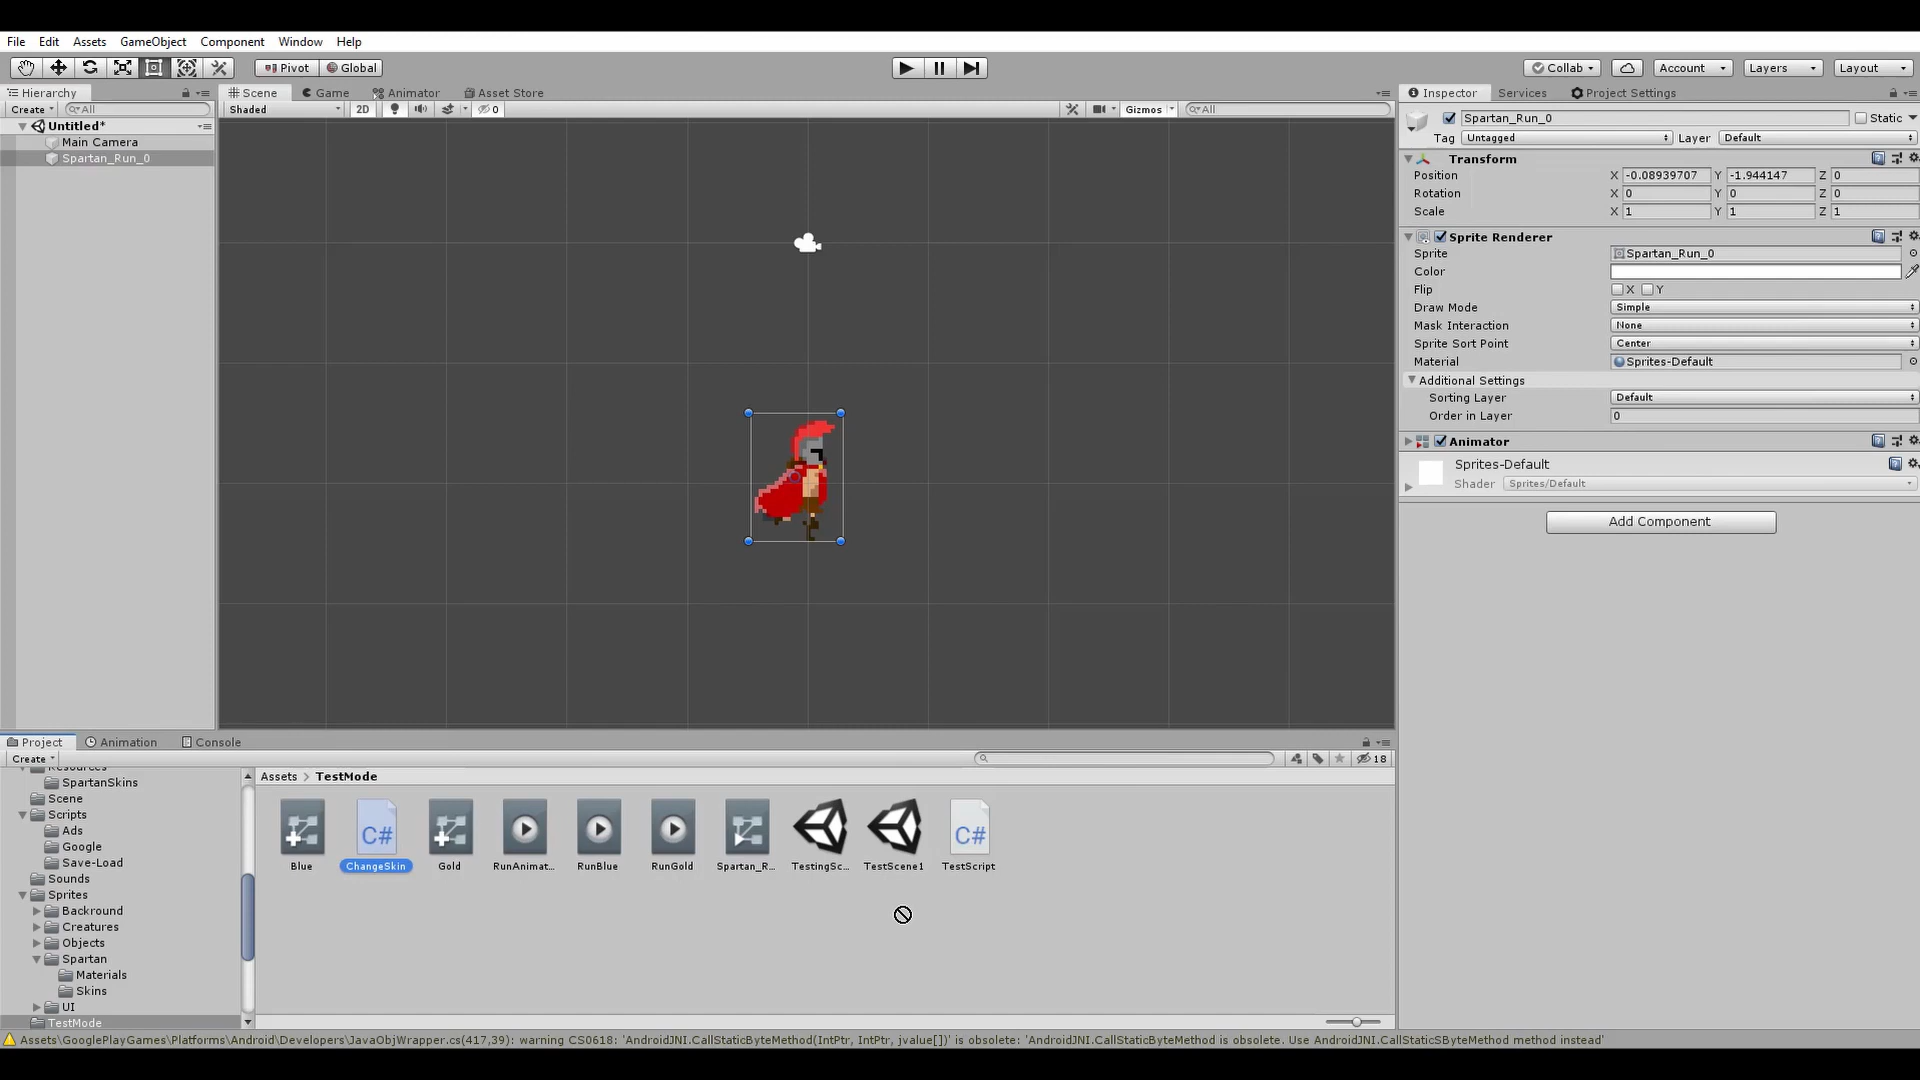 File Edit Assets GameObject Component Window Help
Pivot Global Collab Account Layers Layout
Hierarchy Scene Game Animator Asset Store Inspector Services Project Settings
Create All Shaded 2D 0 Gizmos All
Spartan_Run_0 Static
Untitled*
Tag Untagged Layer Default
Main Camera
Spartan_Run_0
Transform
Position X -0.08939707 Y -1.944147 Z 0
Rotation X 0 Y 0 Z 0
Scale X 1 Y 1 Z 1
Sprite Renderer
Sprite Spartan_Run_0
Color
Flip X Y
Draw Mode Simple
Mask Interaction None
Sprite Sort Point Center
Material Sprites-Default
Additional Settings
Sorting Layer Default
Order in Layer 0
Animator
Sprites-Default
Shader Sprites/Default
Add Component
Project Animation Console
Create 18
Resources
Assets TestMode
SpartanSkins
Scene
Scripts
Ads
Google
Save-Load
Sounds
Sprites
Backround
Creatures
Objects
Spartan
Materials
Skins
UI
TestMode
C# C#
Blue ChangeSkin Gold RunAnimat... RunBlue RunGold Spartan_R... TestingSc... TestScene1 TestScript
Assets\GooglePlayGames\Platforms\Android\Developers\JavaObjWrapper.cs(417,39): warning CS0618: 'AndroidJNI.CallStaticByteMethod(IntPtr, IntPtr, jvalue[])' is obsolete: 'AndroidJNI.CallStaticByteMethod is obsolete. Use AndroidJNI.CallStaticSByteMethod method instead'